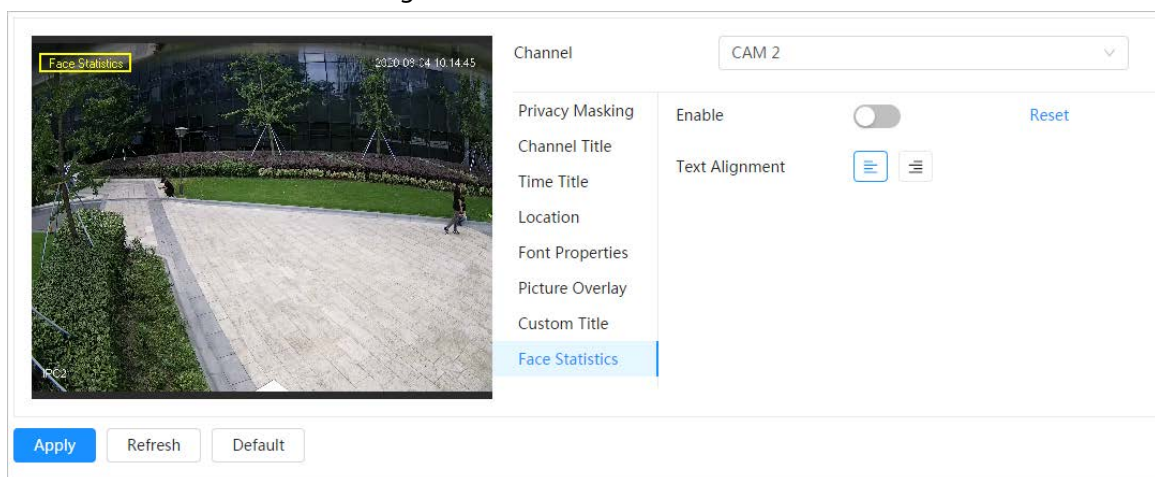 Face Statistics
2020-08-04 10:14:45
IPC2
Channel
CAM 2
Privacy Masking
Channel Title
Time Title
Location
Font Properties
Picture Overlay
Custom Title
Face Statistics
Enable
Reset
Text Alignment
Apply
Refresh
Default